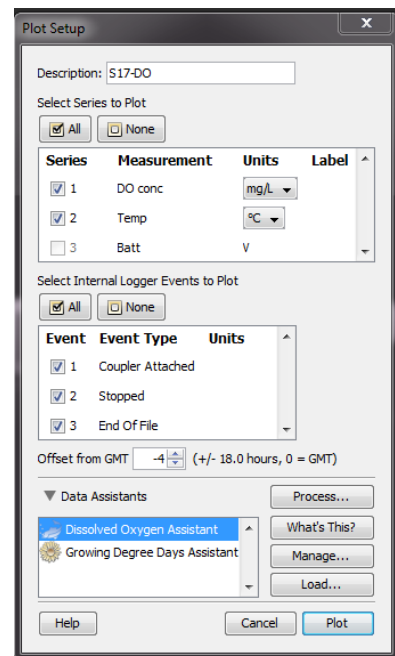 Plot Setup
x
Description: S17-DO
Select Series to Plot
All None
Series Measurement Units Label
1 DO conc mg/L
2 Temp °C
3 Batt V
Select Internal Logger Events to Plot
All None
Event Event Type Units
1 Coupler Attached
2 Stopped
3 End Of File
Offset from GMT -4 (+/- 18.0 hours, 0 = GMT)
Data Assistants Process...
Dissolved Oxygen Assistant What's This?
Growing Degree Days Assistant Manage...
Load...
Help Cancel Plot